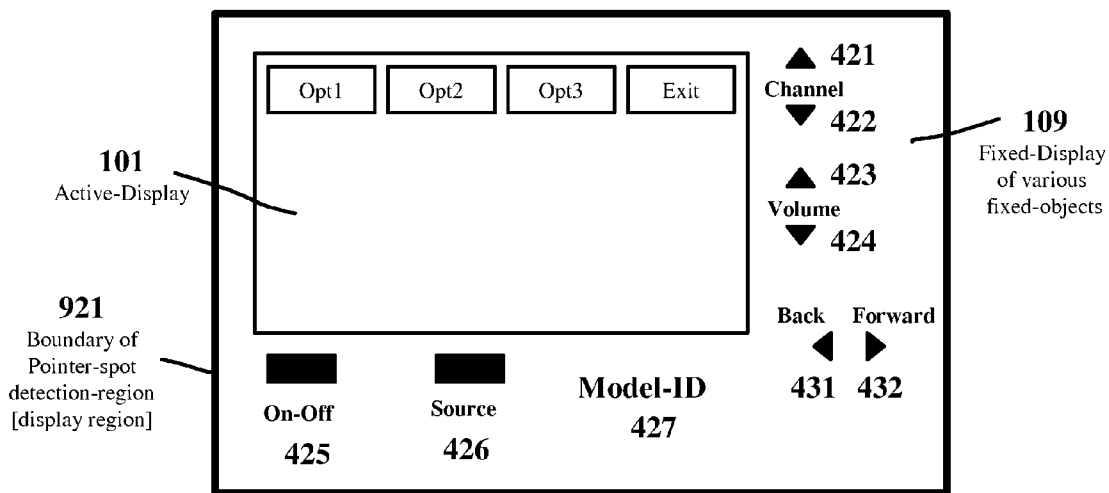 Opt1 Opt2 Opt3 Exit
421
Channel
422
423
Volume
424
Back Forward
431 432
On-Off
425
Source
426
Model-ID
427
101
Active-Display
921
Boundary of
Pointer-spot
detection-region
[display region]
109
Fixed-Display
of various
fixed-objects